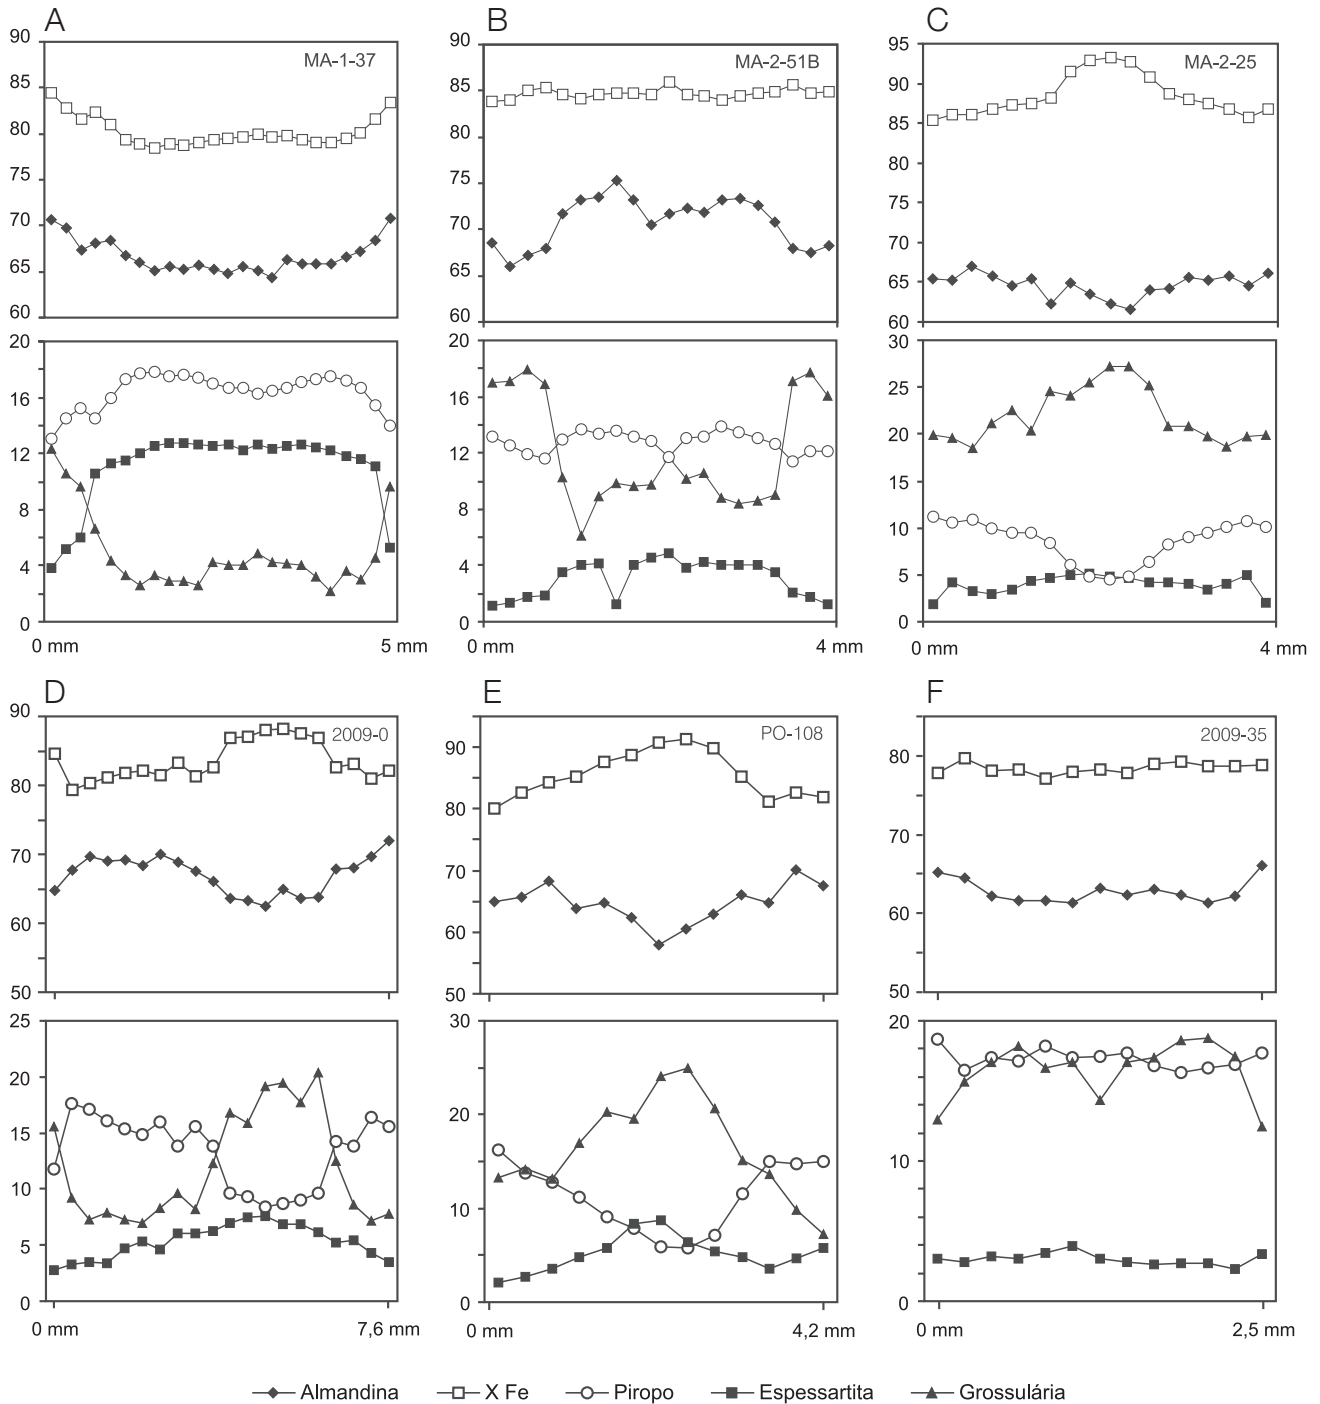 A B C
90 90 95
MA-1-37 MA-2-51B MA-2-25
85 85 90
80 80 85
75 75 80
70 70 75
65 65 70
60 60 65
60
20 20 30
16 16 25
12 12 20
8 8 15
4 4 10
0 0 5
0
0 mm 5 mm 0 mm 4 mm 0 mm 4 mm
D E F
90 90 80
2009-0 PO-108 2009-35
80 80 70
70 70 60
60 60 50
50 50
25 30 20
20 20 10
15 10 0
10 0
5
0
0 mm 7,6 mm 0 mm 4,2 mm 0 mm 2,5 mm
Almandina X Fe Piropo Espessartita Grossulária